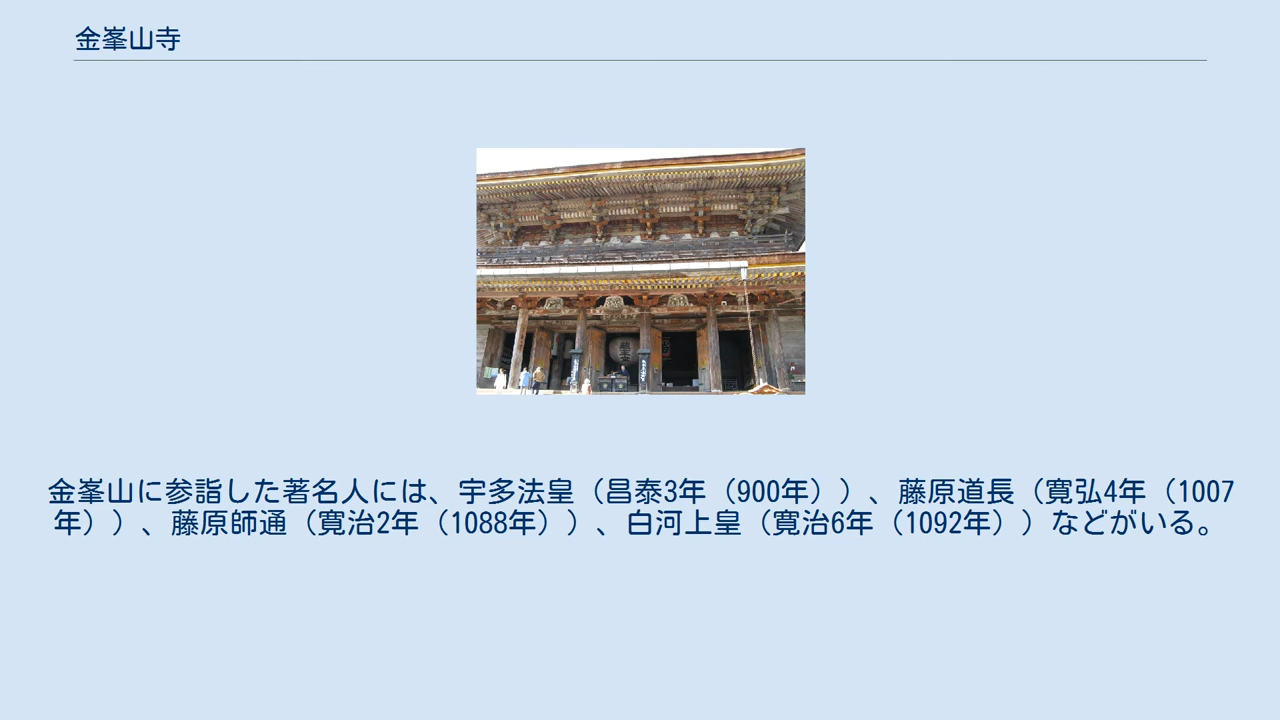 金峯山寺
金峯山に参詣した著名人には、宇多法皇（昌泰3年（900年））、藤原道長（寛弘4年（1007
年））、藤原師通（寛治2年（1088年））、白河上皇（寛治6年（1092年））などがいる。